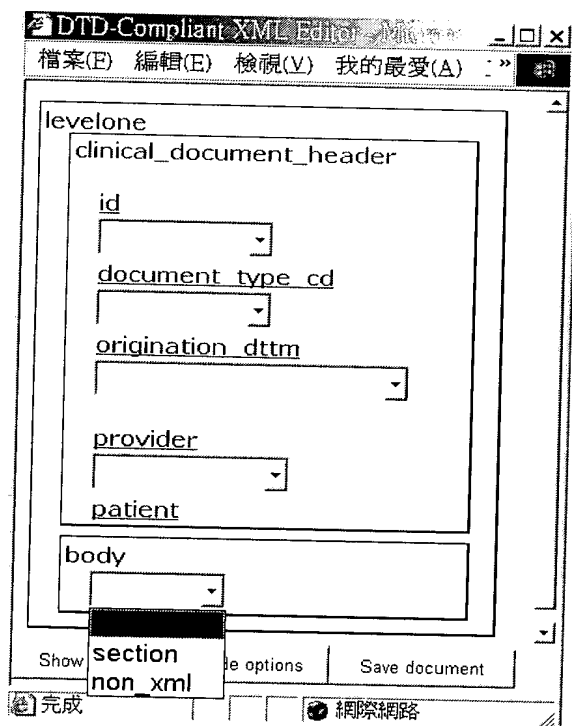 DTD-Compliant XML Editor
檔案(F) 編輯(E) 檢視(V) 我的最愛(A) »
levelone
clinical_document_header
id
document_type_cd
origination_dttm
provider
patient
body
section
non_xml
Show de options Save document
完成 網際網路